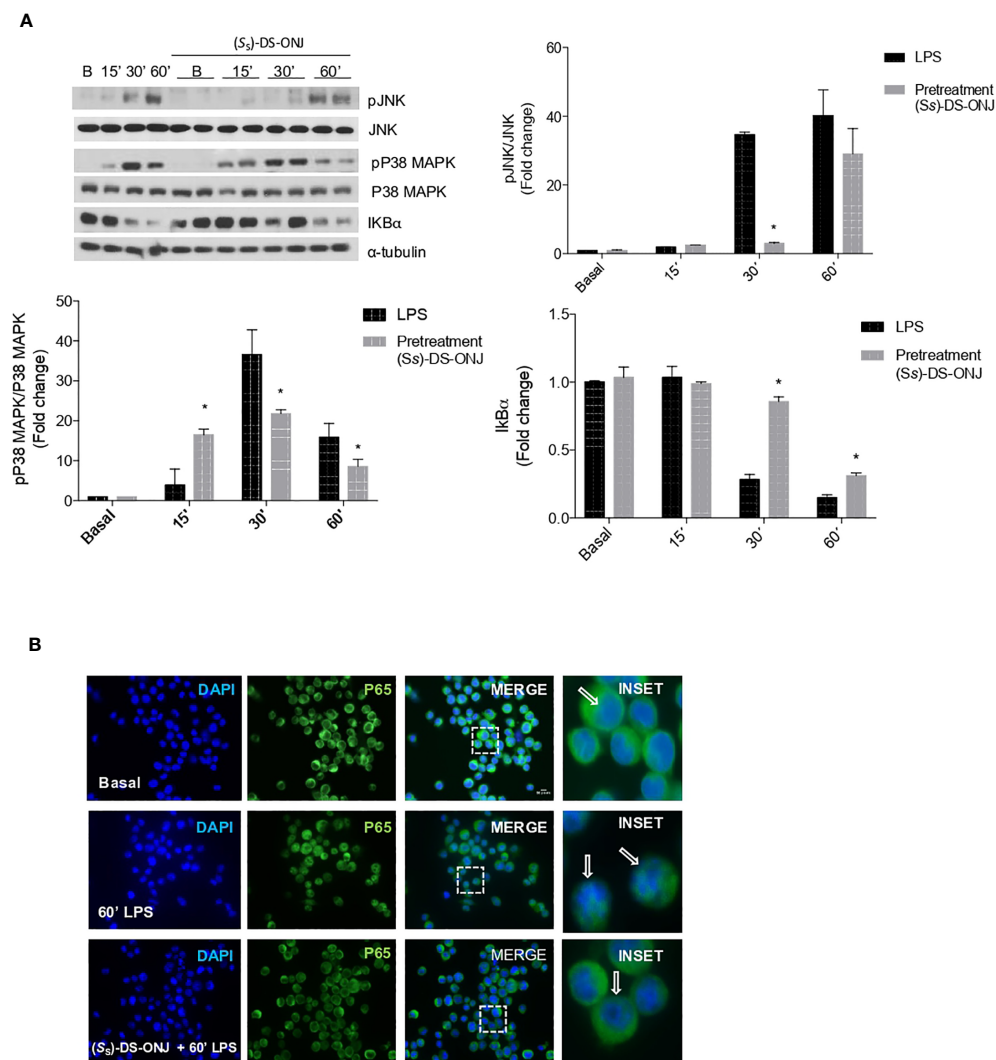 A
(Ss)-DS-ONJ
B 15' 30' 60' B 15' 30' 60'
pJNK
JNK
pP38 MAPK
P38 MAPK
IKBα
α-tubulin
pJNK/JNK
(Fold change)
60
40
20
0
Basal
15'
30'
60'
*
LPS
Pretreatment
(Ss)-DS-ONJ
pP38 MAPK/P38 MAPK
(Fold change)
50
40
30
20
10
0
Basal
15'
30'
60'
*
*
*
LPS
Pretreatment
(Ss)-DS-ONJ
IkBα
(Fold change)
1.5
1.0
0.5
0.0
Basal
15'
30'
60'
*
*
LPS
Pretreatment
(Ss)-DS-ONJ
B
DAPI P65 MERGE INSET
Basal
DAPI P65 MERGE INSET
60' LPS
DAPI P65 MERGE INSET
(Ss)-DS-ONJ + 60' LPS